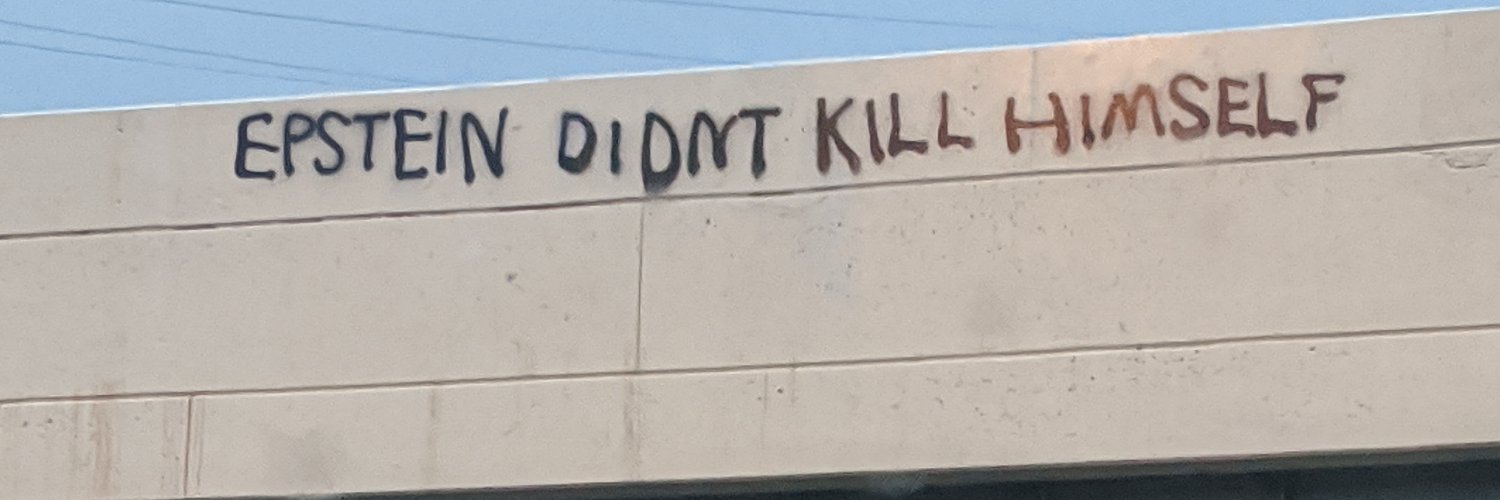 EPSTEIN DIDNT KILL HIMSELF